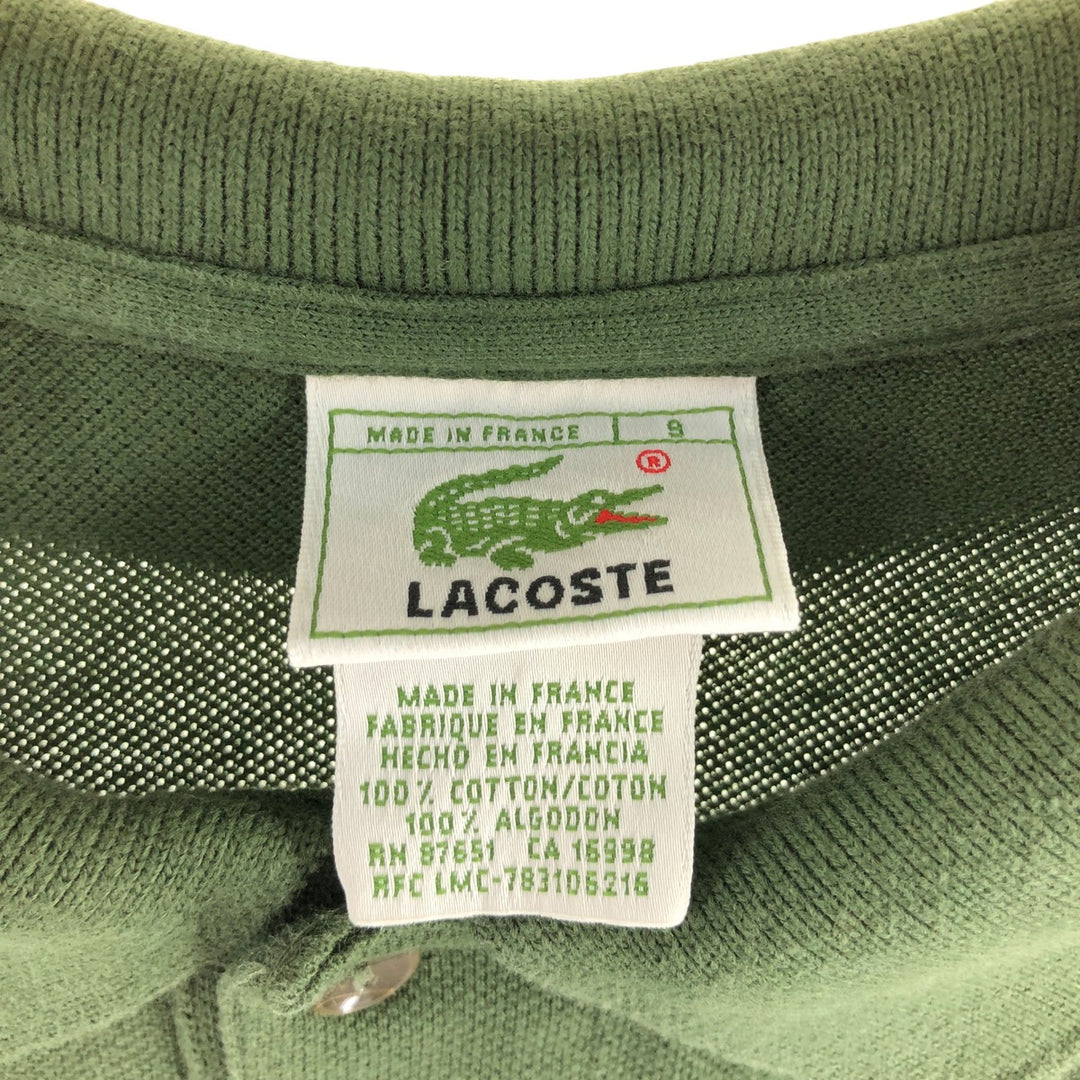 MADE IN FRANCE 9
®
LACOSTE
MADE IN FRANCE
FABRIQUE EN FRANCE
HECHO EN FRANCIA
100% COTTON/COTON
100% ALGODON
RN 87651 CA 16998
RFC LMC-783106216